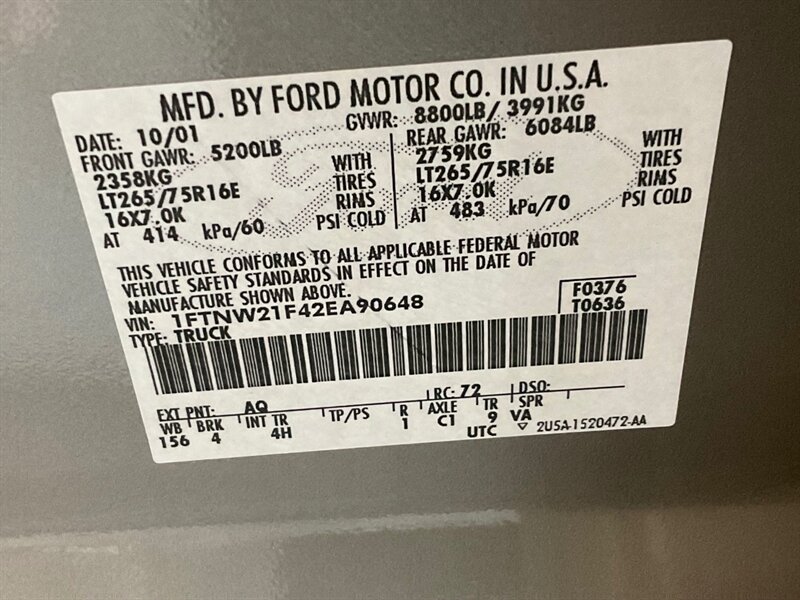 MFD. BY FORD MOTOR CO. IN U.S.A.
DATE: 10/01 GVWR: 8800LB/ 3991KG
FRONT GAWR: 5200LB REAR GAWR: 6084LB
2358KG WITH 2759KG WITH
LT265/75R16E TIRES LT265/75R16E TIRES
16X7.0K RIMS 16X7.0K RIMS
AT 414 kPa/60 PSI COLD AT 483 kPa/70 PSI COLD
THIS VEHICLE CONFORMS TO ALL APPLICABLE FEDERAL MOTOR
VEHICLE SAFETY STANDARDS IN EFFECT ON THE DATE OF
MANUFACTURE SHOWN ABOVE.
VIN: 1FTNW21F42EA90648 F0376
TYPE: TRUCK T0636
EXT PNT: AQ RC: 72 DSO:
WB BRK INT TR TP/PS R AXLE TR SPR
156 4 4H 1 C1 9 VA
UTC ▽ 2U5A-1520472-AA